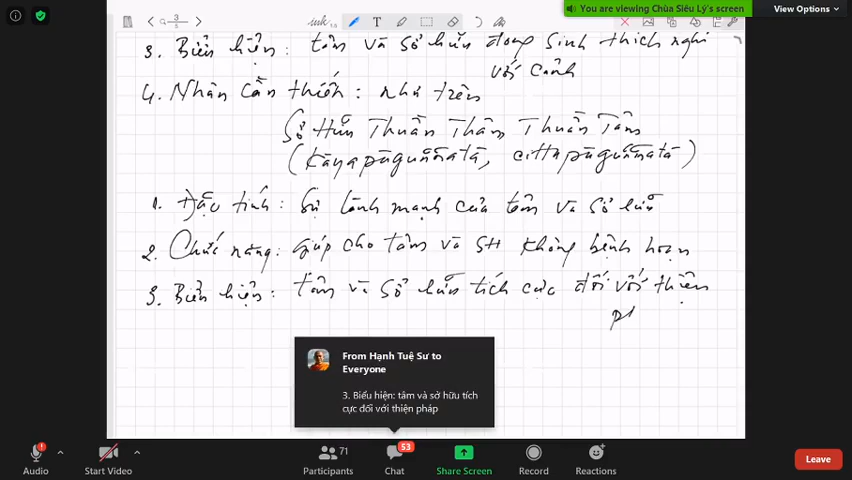 You are viewing Chùa Siêu Lý's screen
View Options
3. Biểu hiện: tâm và sở hữu đồng sinh thích nghi
với cảnh
4. Nhân cần thiết: như trên
Sở Hữu Thuần Thân, Thuần Tâm
(kāyapāguññatā, cittapāguññatā)
1. Đặc tính: Sự lành mạnh của tâm và sở hữu
2. Chức năng: giúp cho tâm và SH không bệnh hoạn
3. Biểu hiện: tâm và sở hữu tích cực đối với thiện
From Hạnh Tuệ Sư to
Everyone
3. Biểu hiện: tâm và sở hữu tích
cực đối với thiện pháp
71
53
Audio
Start Video
Participants
Chat
Share Screen
Record
Reactions
Leave